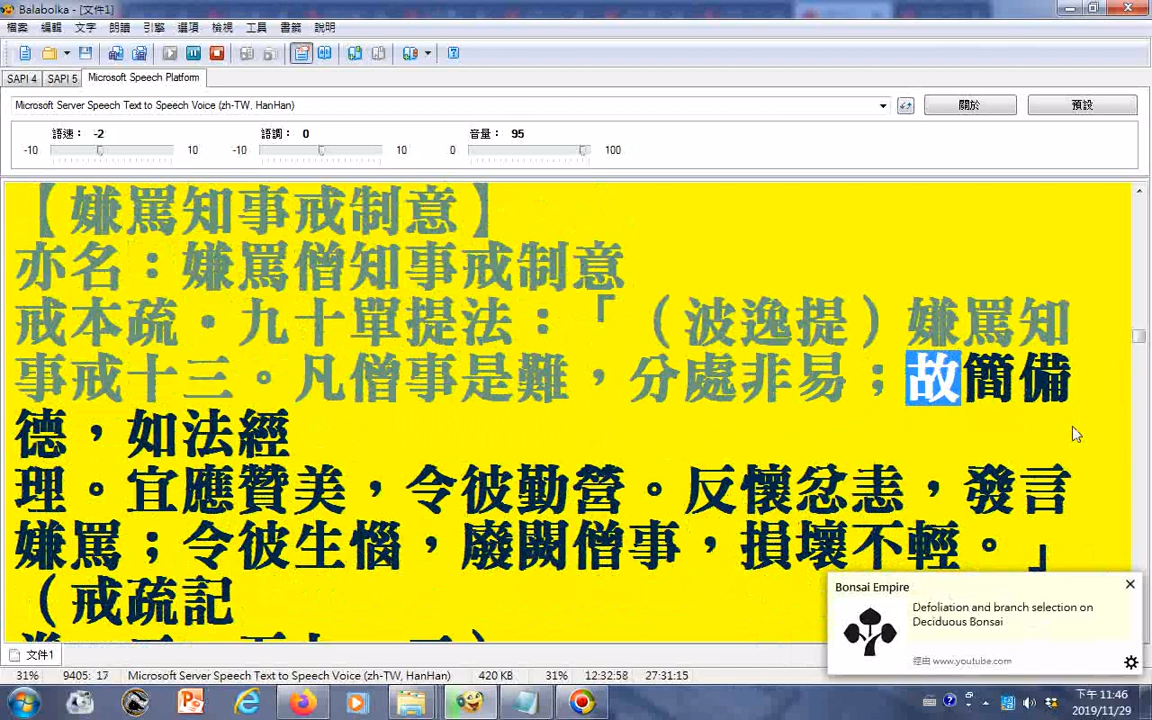 Balabolka - [文件1]
檔案 編輯 文字 朗讀 引擎 選項 檢視 工具 書籤 說明
SAPI 4 SAPI 5 Microsoft Speech Platform
Microsoft Server Speech Text to Speech Voice (zh-TW, HanHan)
關於 預設
語速： -2 語調： 0 音量： 95
-10 10 -10 10 0 100
【嫌罵知事戒制意】
亦名：嫌罵僧知事戒制意
戒本疏‧九十單提法：「（波逸提）嫌罵知
事戒十三。凡僧事是難，分處非易；故簡備
德，如法經
理。宜應贊美，令彼勤營。反懷忿恚，發言
嫌罵；令彼生惱，廢闕僧事，損壞不輕。」
（戒疏記
Bonsai Empire
Defoliation and branch selection on
Deciduous Bonsai
經由 www.youtube.com
文件1
31% 9405: 17 Microsoft Server Speech Text to Speech Voice (zh-TW, HanHan) 420 KB 31% 12:32:58 27:31:15
下午 11:46
2019/11/29